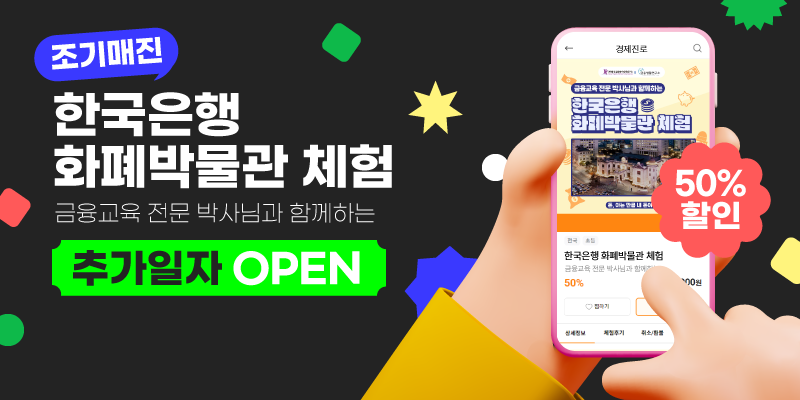 조기매진
한국은행
화폐박물관 체험
금융교육 전문 박사님과 함께하는
추가일자 OPEN
경제진로
금융교육 전문 박사님과 함께하는
한국은행
화폐박물관 체험
50%
할인
전국 초등
한국은행 화폐박물관 체험
금융교육 전문 박사님과 함께
50%
00원
찜하기
상세정보 체험후기 취소/환불